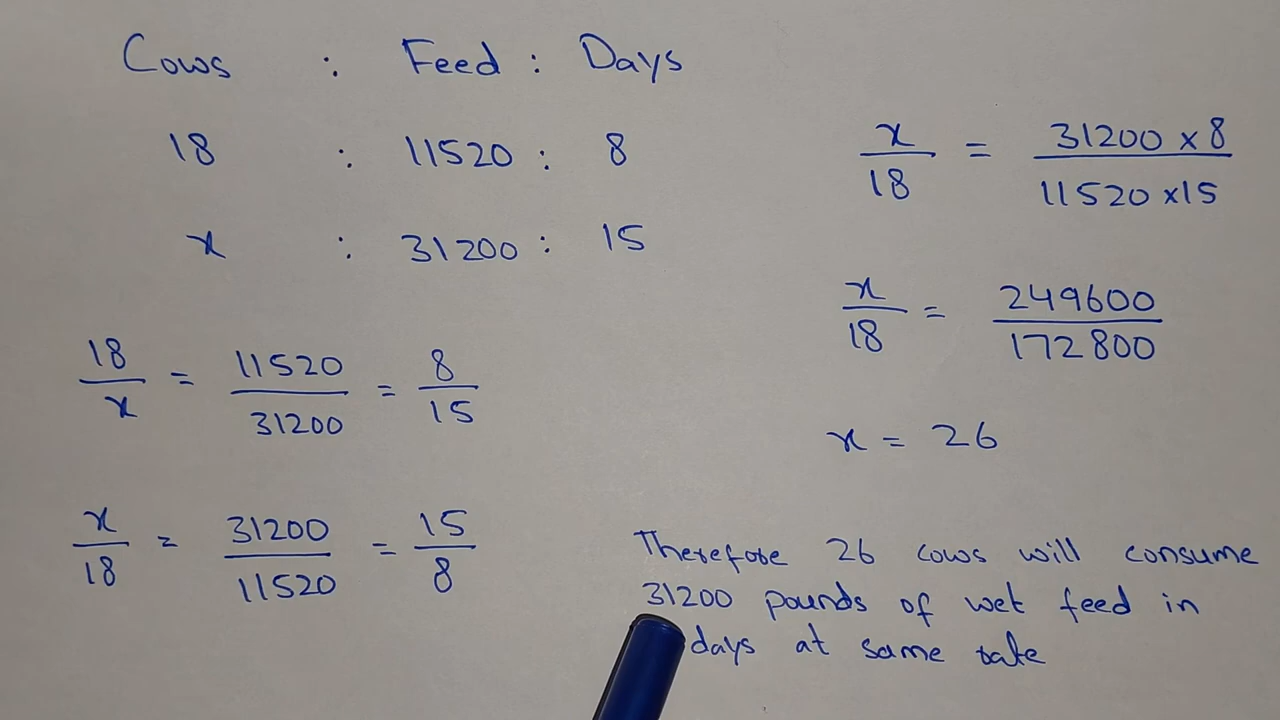 Cows : Feed : Days
18 : 11520 : 8
x : 31200 : 15
18/x = 11520/31200 = 8/15
x/18 = 31200/11520 = 15/8
x/18 = 31200 x 8/11520 x 15
x/18 = 249600/172800
x = 26
Therefore 26 cows will consume
31200 pounds of wet feed in
days at same rate